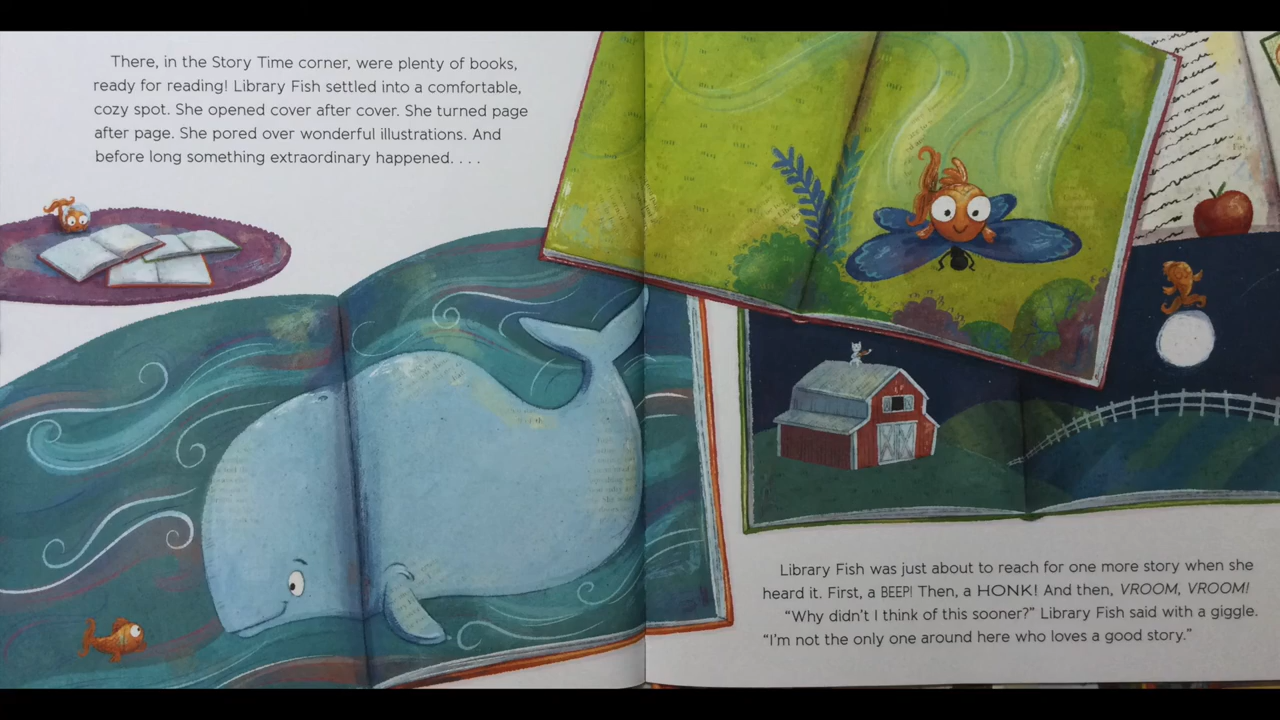 There, in the Story Time corner, were plenty of books,
ready for reading! Library Fish settled into a comfortable,
cozy spot. She opened cover after cover. She turned page
after page. She pored over wonderful illustrations. And
before long something extraordinary happened. . . .
Library Fish was just about to reach for one more story when she
heard it. First, a BEEP! Then, a HONK! And then, VROOM, VROOM!
“Why didn’t I think of this sooner?” Library Fish said with a giggle.
“I’m not the only one around here who loves a good story.”